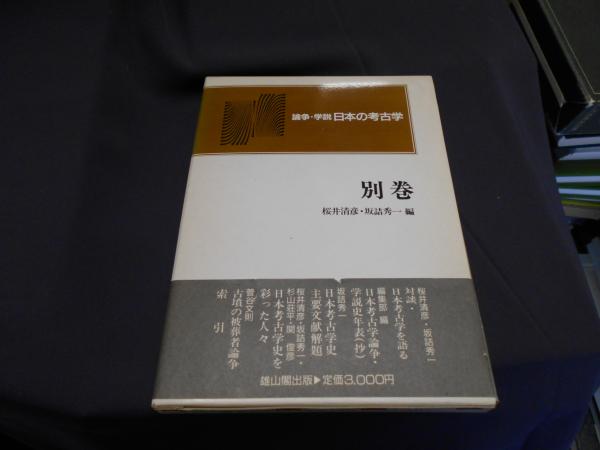 論争・学説 日本の考古学
別巻
桜井清彦・坂詰秀一 編
桜井清彦・坂詰秀一
対談・
日本考古学を語る
編集部 編
日本考古学論争・
学説史年表(抄)
坂詰秀一
日本考古学史
主要文献解題
桜井清彦・坂詰秀一・
杉山荘平・関 俊彦
日本考古学史を
彩った人々
菅谷文則
古墳の被葬者論争
索引
雄山閣出版▶定価3,000円